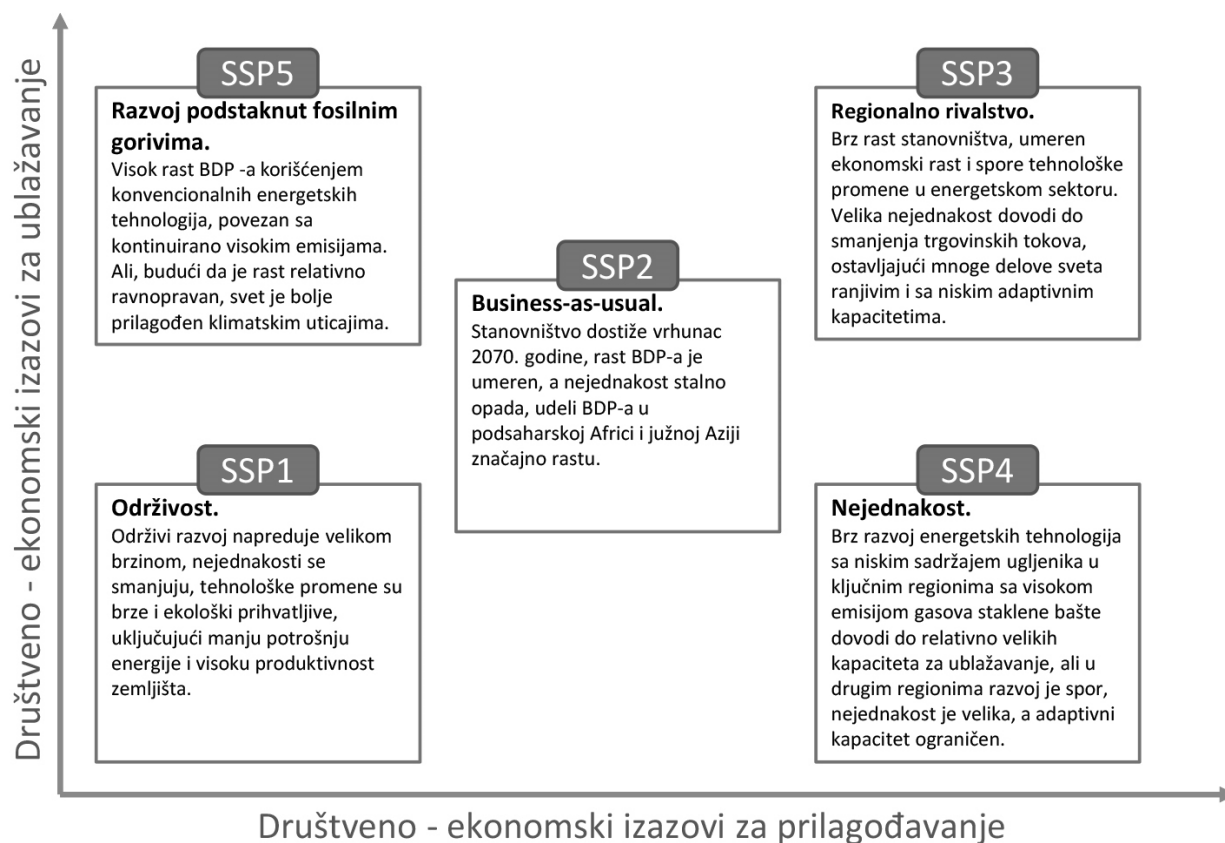 Društveno - ekonomski izazovi za ublažavanje
SSP5
Razvoj podstaknut fosilnim
gorivima.
Visok rast BDP -a korišćenjem
konvencionalnih energetskih
tehnologija, povezan sa
kontinuirano visokim emisijama.
Ali, budući da je rast relativno
ravnopravan, svet je bolje
prilagođen klimatskim uticajima.
SSP3
Regionalno rivalstvo.
Brz rast stanovništva, umeren
ekonomski rast i spore tehnološke
promene u energetskom sektoru.
Velika nejednakost dovodi do
smanjenja trgovinskih tokova,
ostavljajući mnoge delove sveta
ranjivim i sa niskim adaptivnim
kapacitetima.
SSP2
Business-as-usual.
Stanovništvo dostiže vrhunac
2070. godine, rast BDP-a je
umeren, a nejednakost stalno
opada, udeli BDP-a u
podsaharskoj Africi i južnoj Aziji
značajno rastu.
SSP1
Održivost.
Održivi razvoj napreduje velikom
brzinom, nejednakosti se
smanjuju, tehnološke promene su
brze i ekološki prihvatljive,
uključujući manju potrošnju
energije i visoku produktivnost
zemljišta.
SSP4
Nejednakost.
Brz razvoj energetskih tehnologija
sa niskim sadržajem ugljenika u
ključnim regionima sa visokom
emisijom gasova staklene bašte
dovodi do relativno velikih
kapaciteta za ublažavanje, ali u
drugim regionima razvoj je spor,
nejednakost je velika, a adaptivni
kapacitet ograničen.
Društveno - ekonomski izazovi za prilagođavanje